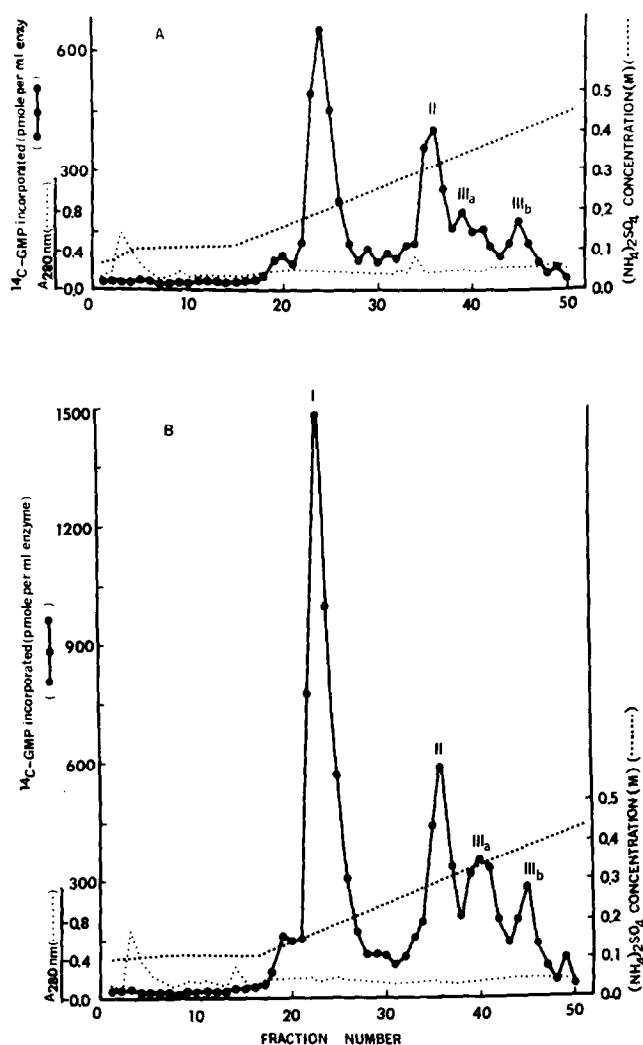 A
¹⁴C-GMP incorporated (pmole per ml enzy
( )
A280nm(........)
600
300
0.8
0.4
0.0
II
IIIa
IIIb
0.5
0.4
0.3
0.2
0.1
0.0
(NH₄)₂SO₄ CONCENTRATION(M)(........
0 10 20 30 40 50
B
¹⁴C-GMP incorporated(pmole per ml enzyme)
( )
A280nm(........)
1500
1200
900
600
300
0.8
0.4
0.0
I
II
IIIa
IIIb
0.5
0.4
0.3
0.2
0.1
0.0
(NH₄)₂SO₄ CONCENTRATION(M) (........)
0 10 20 30 40 50
FRACTION NUMBER